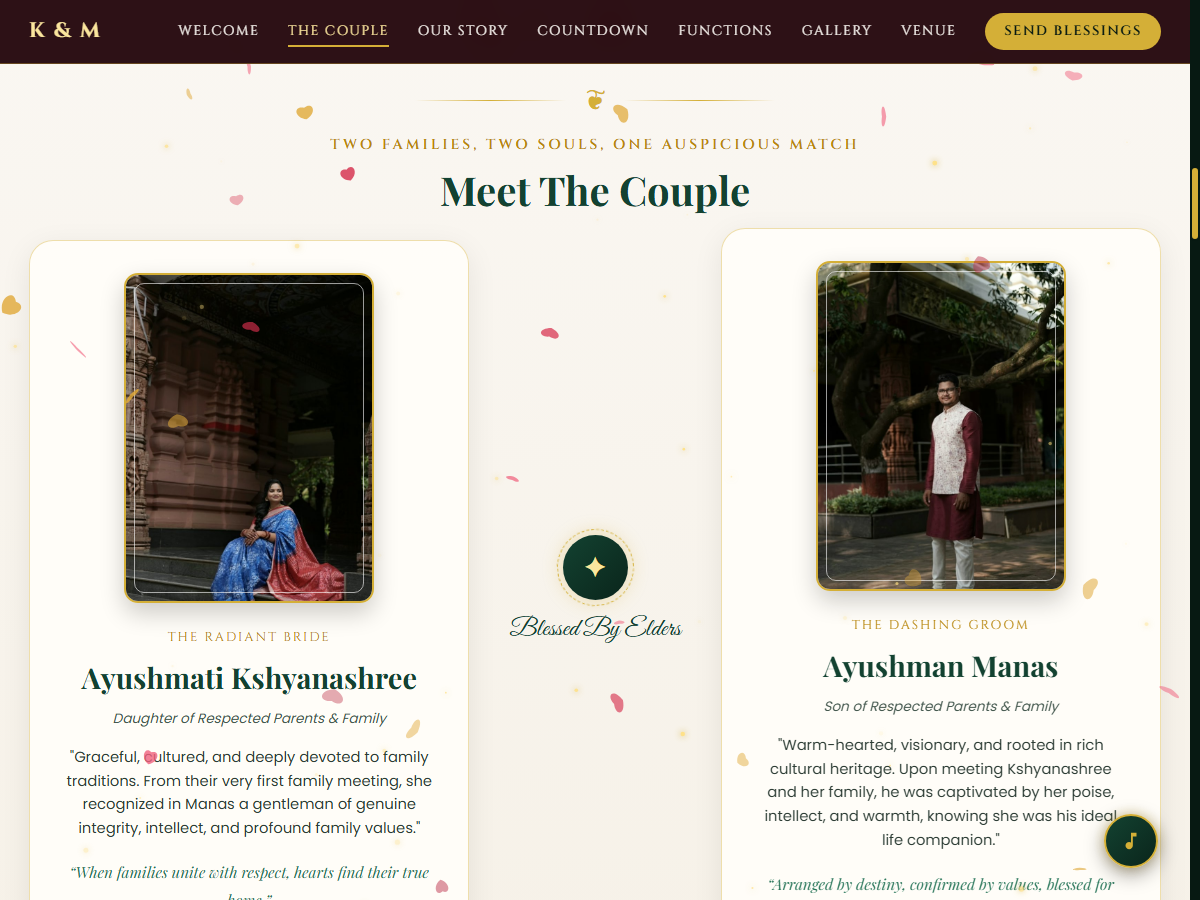 K & M
WELCOME
THE COUPLE
OUR STORY
COUNTDOWN
FUNCTIONS
GALLERY
VENUE
SEND BLESSINGS
TWO FAMILIES, TWO SOULS, ONE AUSPICIOUS MATCH
Meet The Couple
THE RADIANT BRIDE
Ayushmati Kshyanashree
Daughter of Respected Parents & Family
"Graceful, cultured, and deeply devoted to family
traditions. From their very first family meeting, she
recognized in Manas a gentleman of genuine
integrity, intellect, and profound family values."
“When families unite with respect, hearts find their true
home.”
Blessed By Elders
THE DASHING GROOM
Ayushman Manas
Son of Respected Parents & Family
"Warm-hearted, visionary, and rooted in rich
cultural heritage. Upon meeting Kshyanashree
and her family, he was captivated by her poise,
intellect, and warmth, knowing she was his ideal
life companion."
“Arranged by destiny, confirmed by values, blessed for